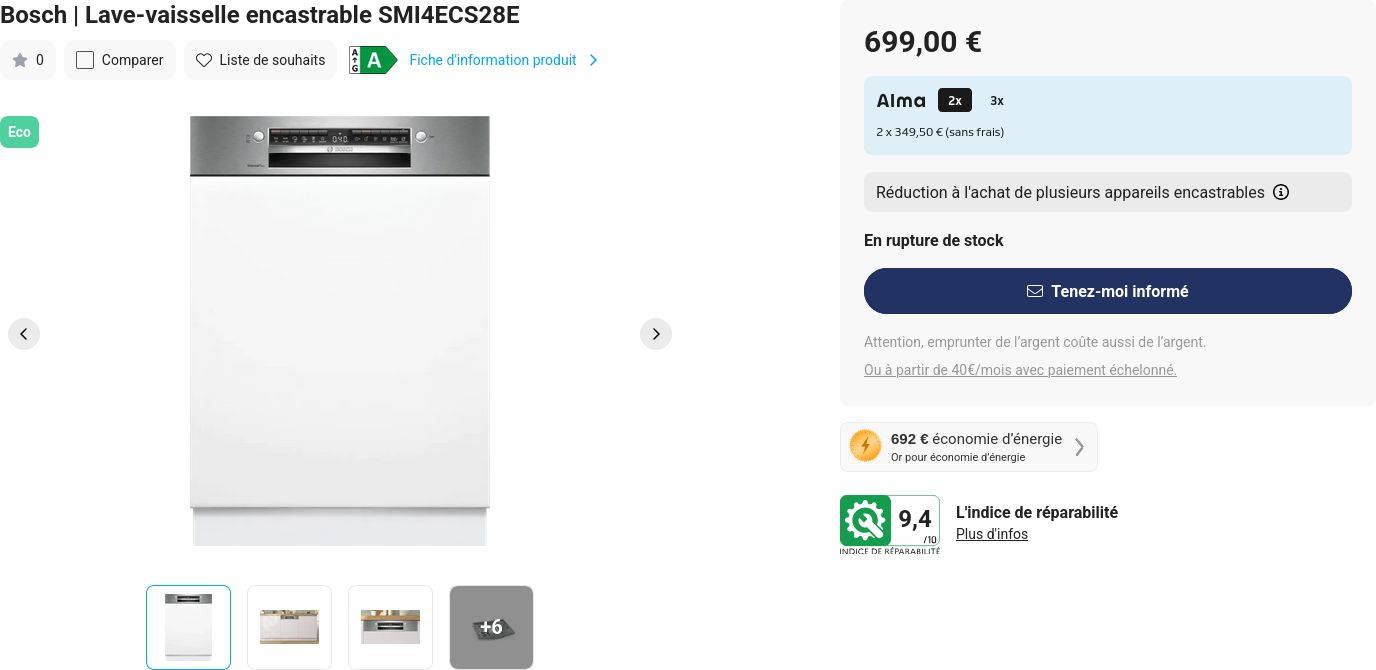 Bosch | Lave-vaisselle encastrable SMI4ECS28E
0
Comparer
Liste de souhaits
A
G
A
Fiche d'information produit
Eco
BOSCH
+6
699,00 €
Alma
2x
3x
2 x 349,50 € (sans frais)
Réduction à l'achat de plusieurs appareils encastrables
En rupture de stock
Tenez-moi informé
Attention, emprunter de l’argent coûte aussi de l’argent.
Ou à partir de 40€/mois avec paiement échelonné.
692 € économie d’énergie
Or pour économie d’énergie
9,4
/10
INDICE DE RÉPARABILITÉ
L'indice de réparabilité
Plus d'infos